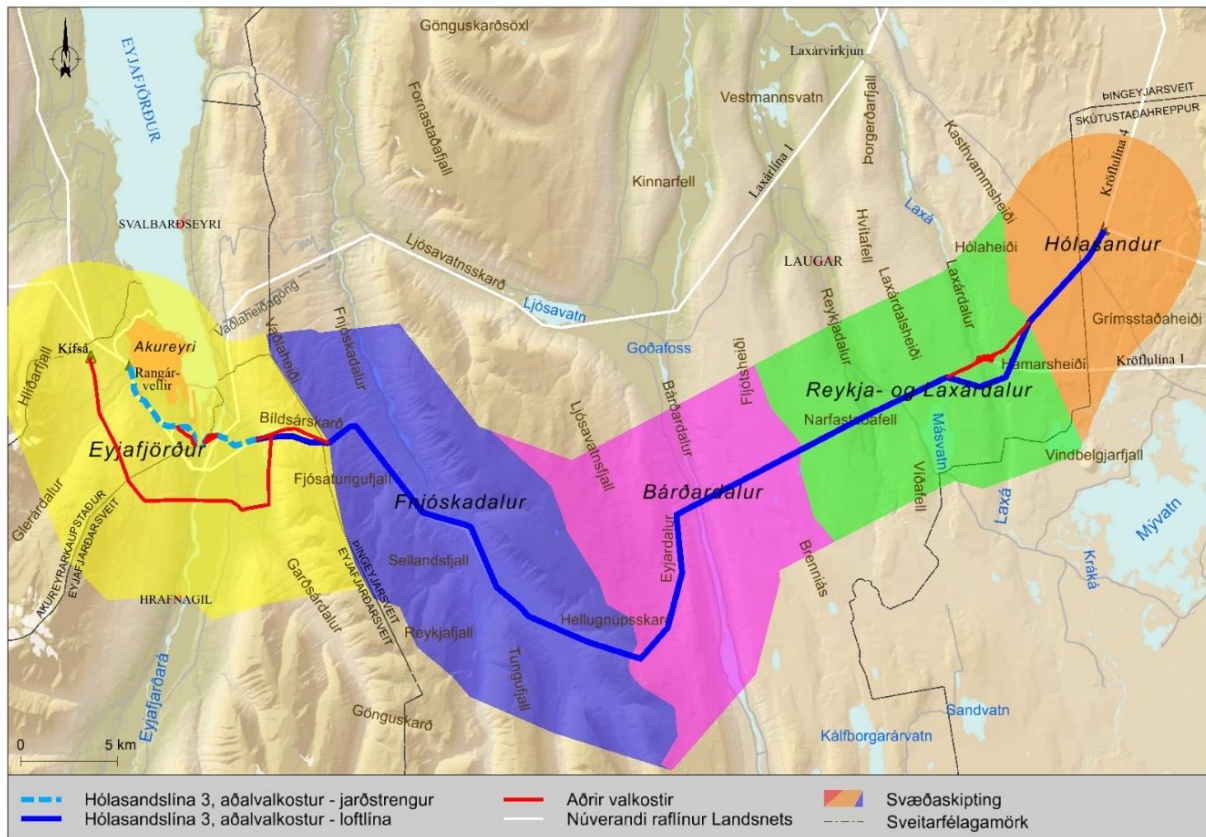 Gönguskarðsöxl
EYJAFJÖRÐUR
Laxárvirkjun
Vestmannsvatn
ÞINGEYJARSVEIT
SKÚTUSTAÐAHREPPUR
Fornastaðafjall
Þorgerðarfjall
Kasthvammsheiði
Kröflulína 4
Kinnarfell
Laxárlína 1
SVALBARÐSEYRI
Laxá
Hvítafell
Hólaheiði
Hólasandur
Ljósavatnsskarð
LAUGAR
Laxárdalsheiði
Laxárdalur
Vaðlaheiðagöng
Ljósavatn
Reykjadalur
Grímsstaðaheiði
Kífsá
Akureyri
Vaðlaheiði
Fnjóskadalur
Goðafoss
Rangár-
vellir
Hlíðarfjall
Fljótsheiði
Bárðardalur
Hamarsheiði
Kröflulína 1
Reykja- og Laxárdalur
Bíldsárskarð
Ljósavatnsfjall
Narfastaðafell
Másvatn
Eyjafjörður
Fjósatungufjall
Vindbelgjarfjall
Glerárdalur
Fnjóskadalur
Bárðardalur
Víðafell
Laxá
Mývatn
AKUREYRARKAUPSTAÐUR
EYJAFJARÐARSVEIT
ÞINGEYJARSVEIT
EYJAFJARÐARSVEIT
Sellandsfjall
Eyjardalur
Brenniás
Kráká
HRAFNAGIL
Garðsárdalur
Hellugnúpsskarð
Reykjafjall
Tungufjall
Eyjafjarðará
Gönguskarð
Sandvatn
Kálfborgarárvatn
0 5 km
Hólasandslína 3, aðalvalkostur - jarðstrengur
Aðrir valkostir
Svæðaskipting
Hólasandslína 3, aðalvalkostur - loftlína
Núverandi raflínur Landsnets
Sveitarfélagamörk